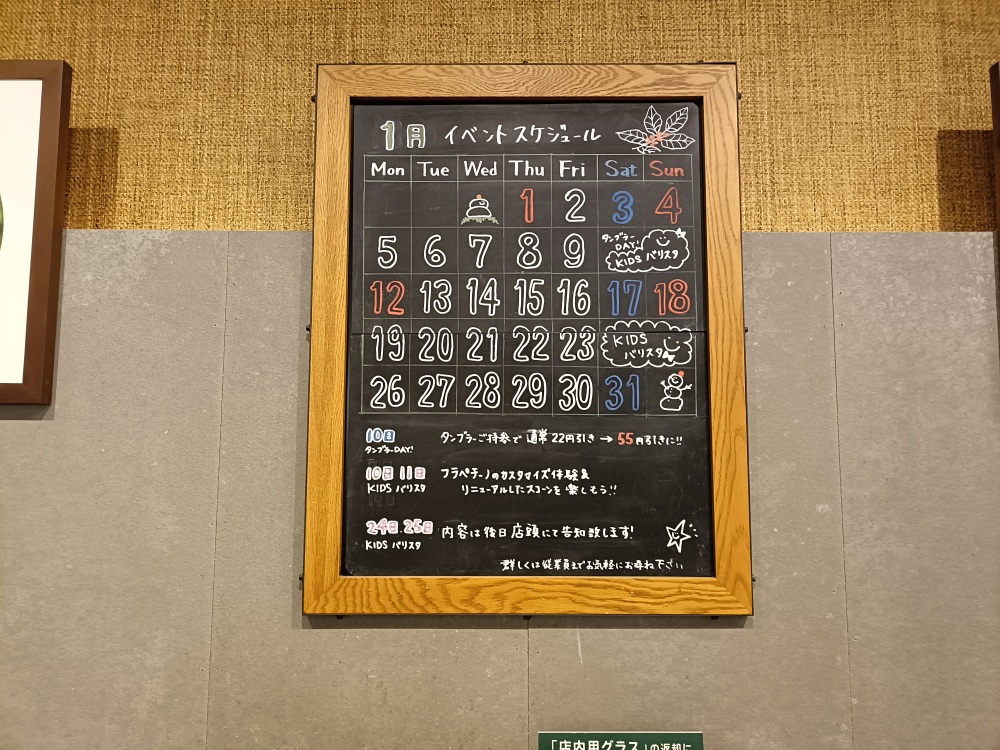 1月 イベントスケジュール
Mon Tue Wed Thu Fri Sat Sun
1 2 3 4
5 6 7 8 9 タンブラーDAY! KIDS バリスタ
12 13 14 15 16 17 18
19 20 21 22 23 KIDS バリスタ
26 27 28 29 30 31
10日 タンブラーご持参で通常22円引き→55円引きに!!
タンブラーDAY!
10日 11日 フラペチーノのカスタマイズ体験&
KIDS バリスタ リニューアルしたスコーンを楽しもう!!
24日.25日 内容は後日店頭にて告知致します!
KIDS バリスタ
詳しくは従業員までお気軽にお尋ね下さい
「店内用グラス」の返却に